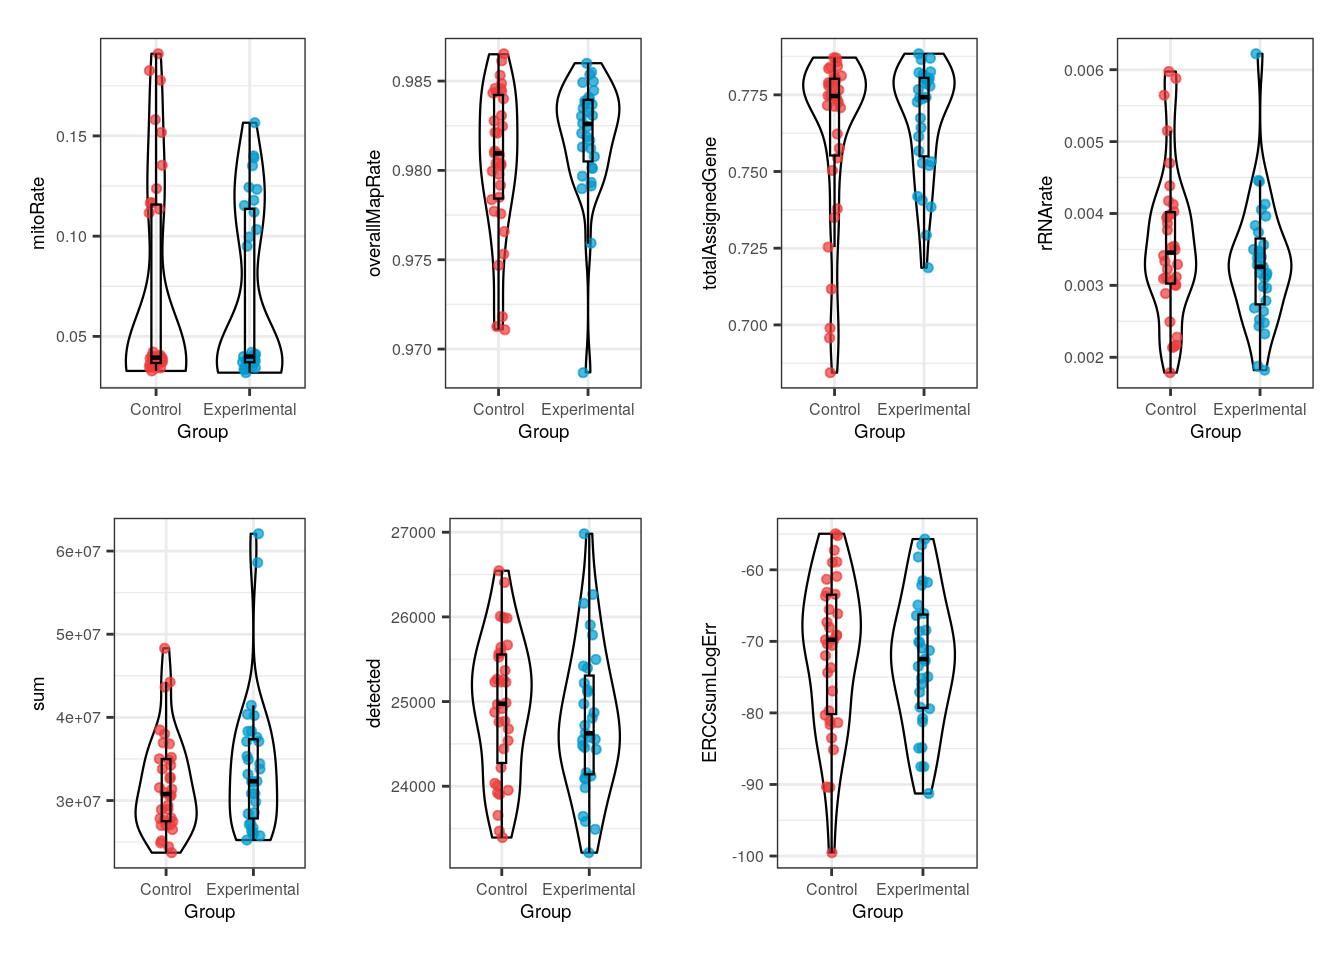 mitoRate
0.15
0.10
0.05
Control Experimental
Group
overallMapRate
0.985
0.980
0.975
0.970
Control Experimental
Group
totalAssignedGene
0.775
0.750
0.725
0.700
Control Experimental
Group
rRNArate
0.006
0.005
0.004
0.003
0.002
Control Experimental
Group
sum
6e+07
5e+07
4e+07
3e+07
Control Experimental
Group
detected
27000
26000
25000
24000
Control Experimental
Group
ERCCsumLogErr
-60
-70
-80
-90
-100
Control Experimental
Group